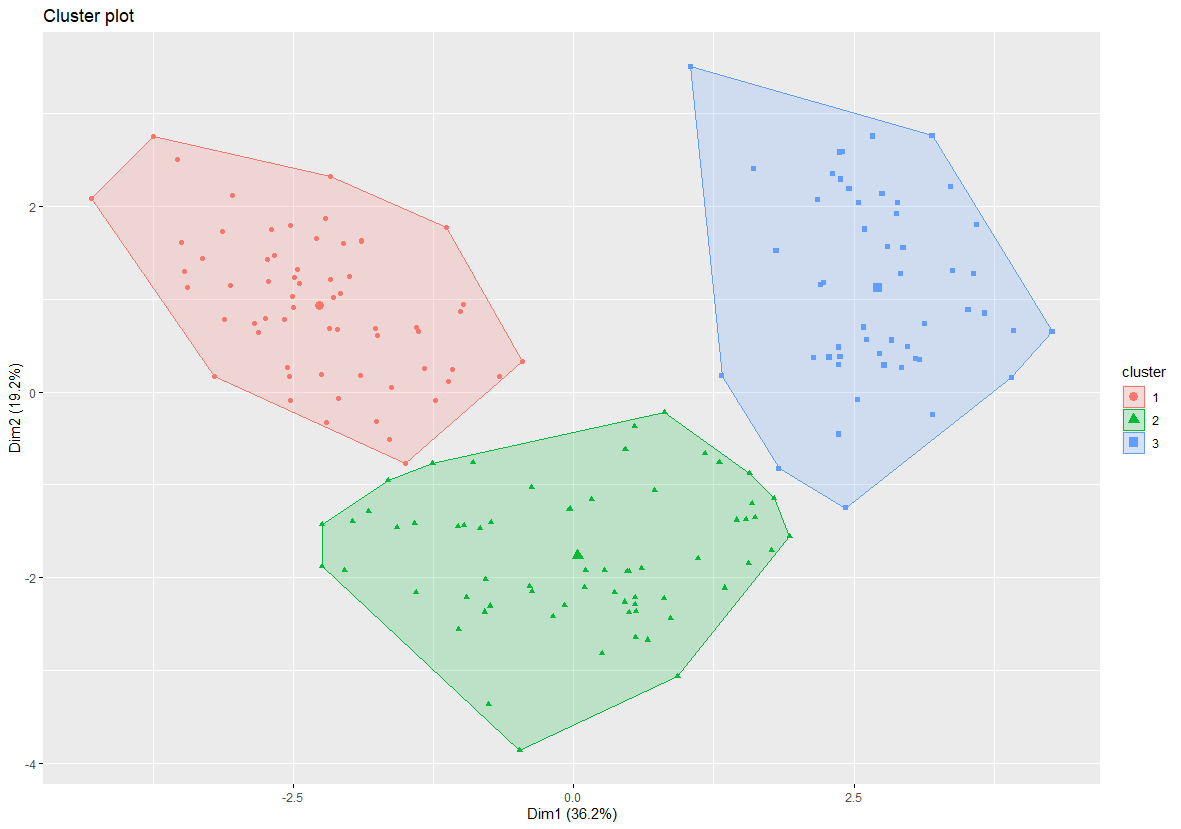 Cluster plot
2
0
-2
-4
Dim2 (19.2%)
-2.5
0.0
2.5
Dim1 (36.2%)
cluster
1
2
3